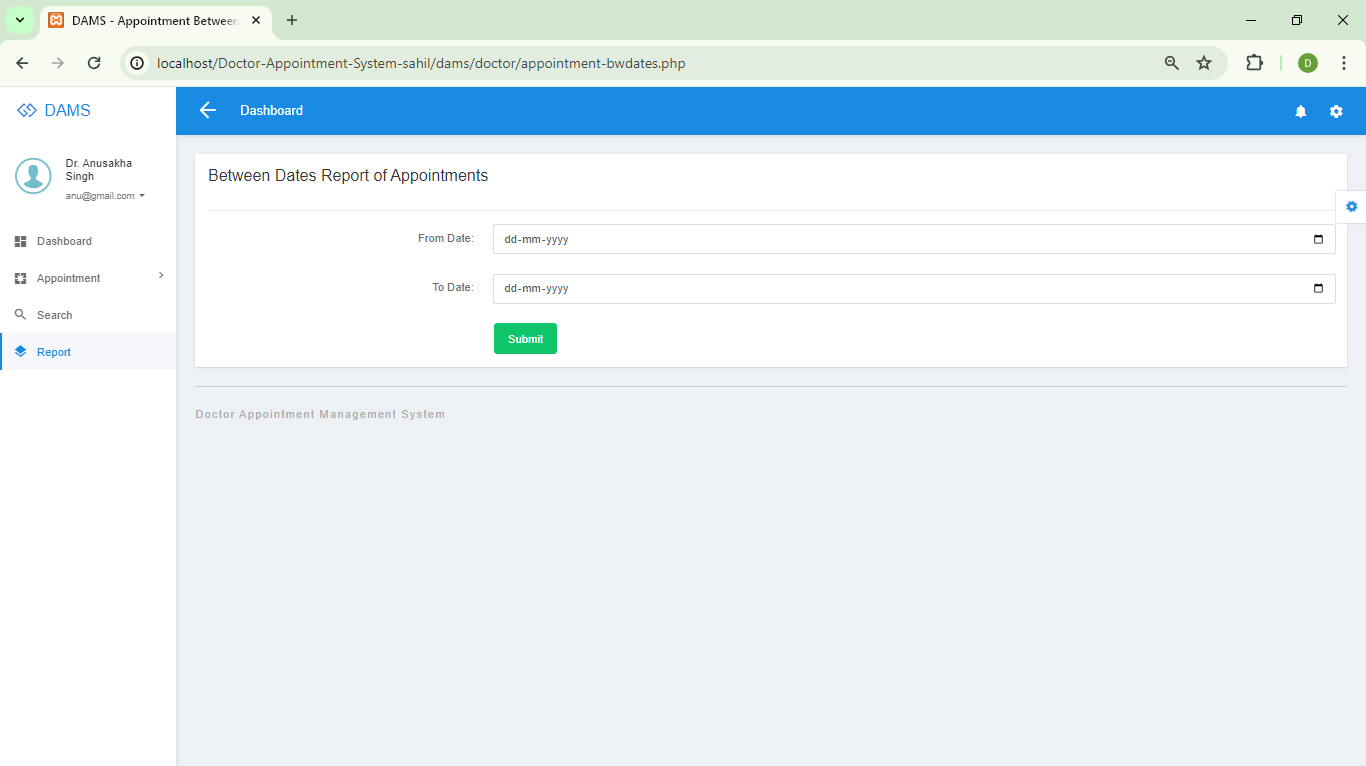 DAMS - Appointment Between
localhost/Doctor-Appointment-System-sahil/dams/doctor/appointment-bwdates.php
D
DAMS
Dashboard
Dr. Anusakha
Singh
anu@gmail.com
Dashboard
Appointment
Search
Report
Between Dates Report of Appointments
From Date:
dd-mm-yyyy
To Date:
dd-mm-yyyy
Submit
Doctor Appointment Management System